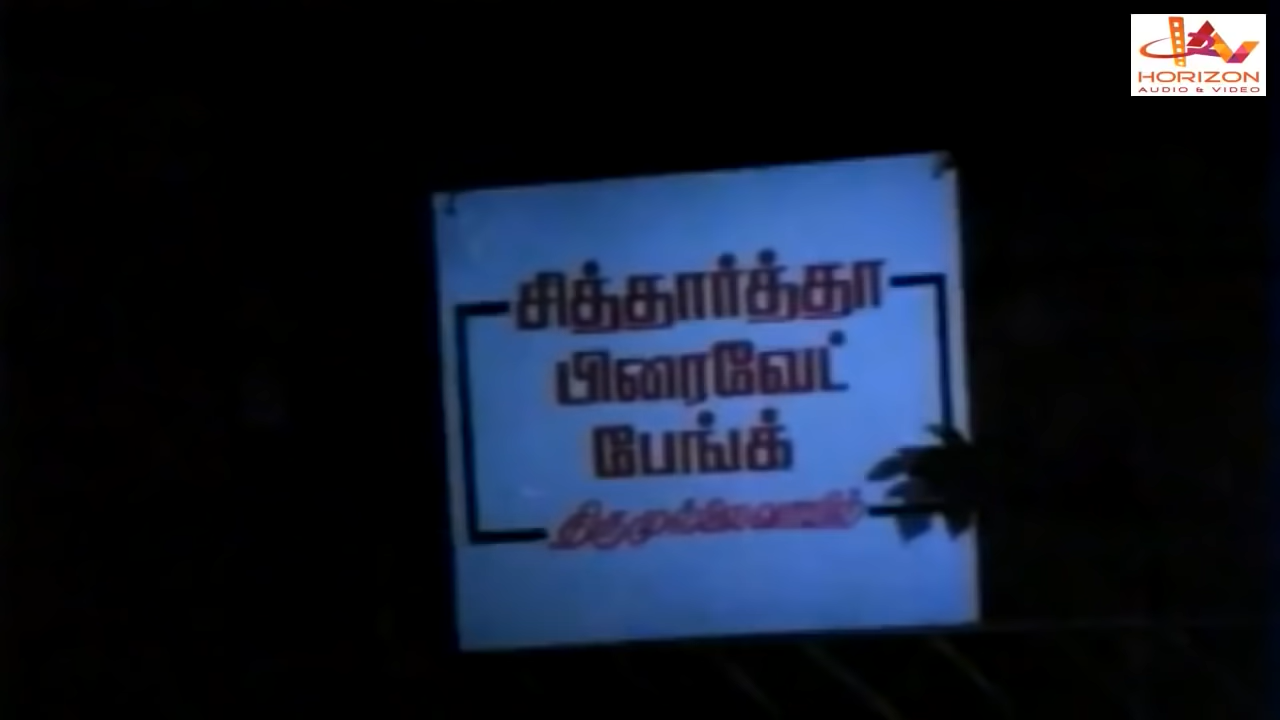 HORIZON
AUDIO & VIDEO
சித்தார்த்தா
பிரைவேட்
பேங்க்
திருமுல்லைவாயில்